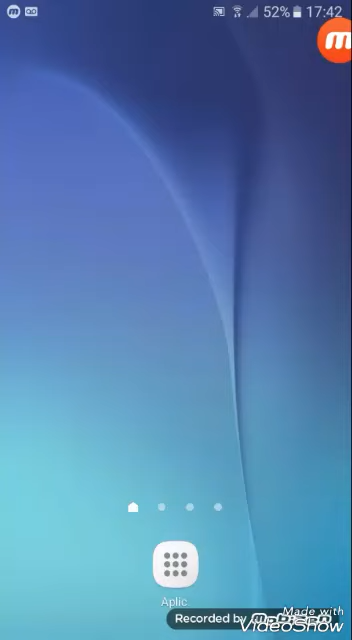 52% 17:42
m
Aplic.
Made with
Recorded by
VideoShow